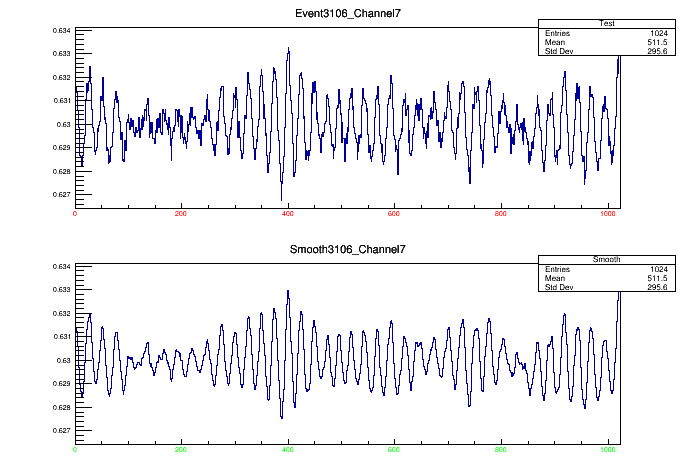 Event3106_Channel7
Test
Entries 1024
Mean 511.5
Std Dev 295.6
0.634
0.633
0.632
0.631
0.63
0.629
0.628
0.627
0 200 400 600 800 1000
Smooth3106_Channel7
Smooth
Entries 1024
Mean 511.5
Std Dev 295.6
0.634
0.633
0.632
0.631
0.63
0.629
0.628
0.627
0 200 400 600 800 1000